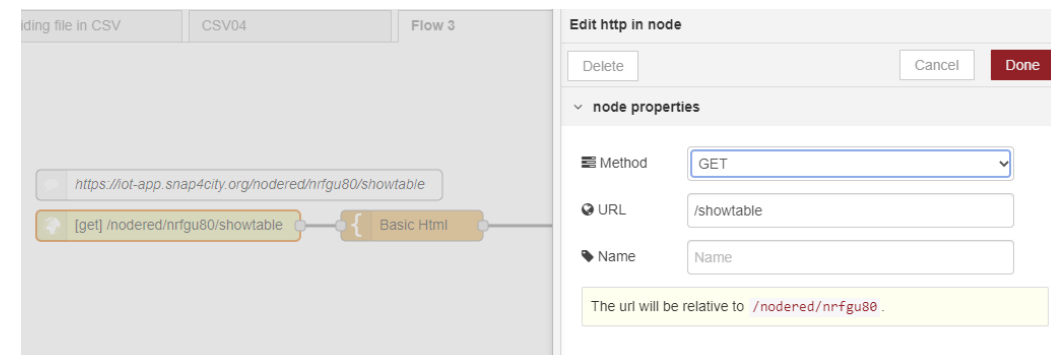 iding file in CSV
CSV04
Flow 3
https://iot-app.snap4city.org/nodered/nrfgu80/showtable
[get] /nodered/nrfgu80/showtable
{ Basic Html
Edit http in node
Delete
Cancel
Done
node properties
Method
GET
URL
/showtable
Name
Name
The url will be relative to /nodered/nrfgu80 .